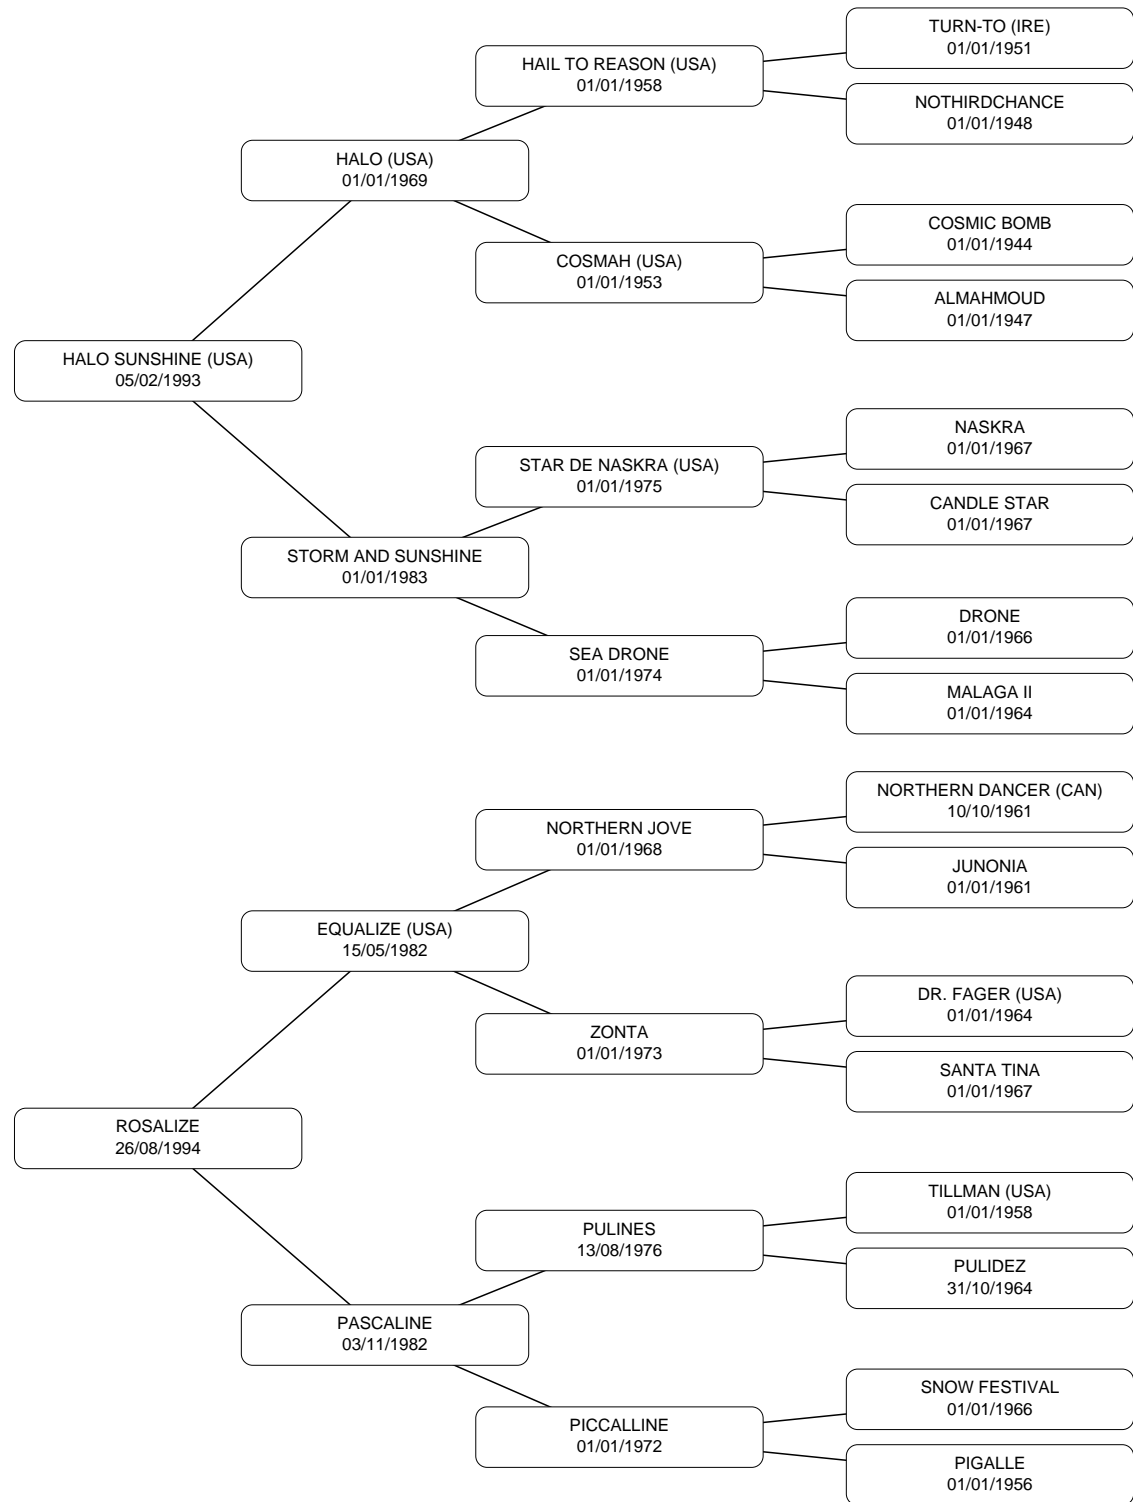 TURN-TO (IRE)
01/01/1951
HAIL TO REASON (USA)
01/01/1958
NOTHIRDCHANCE
01/01/1948
HALO (USA)
01/01/1969
COSMIC BOMB
01/01/1944
COSMAH (USA)
01/01/1953
ALMAHMOUD
01/01/1947
HALO SUNSHINE (USA)
05/02/1993
NASKRA
01/01/1967
STAR DE NASKRA (USA)
01/01/1975
CANDLE STAR
01/01/1967
STORM AND SUNSHINE
01/01/1983
DRONE
01/01/1966
SEA DRONE
01/01/1974
MALAGA II
01/01/1964
NORTHERN DANCER (CAN)
10/10/1961
NORTHERN JOVE
01/01/1968
JUNONIA
01/01/1961
EQUALIZE (USA)
15/05/1982
DR. FAGER (USA)
01/01/1964
ZONTA
01/01/1973
SANTA TINA
01/01/1967
ROSALIZE
26/08/1994
TILLMAN (USA)
01/01/1958
PULINES
13/08/1976
PULIDEZ
31/10/1964
PASCALINE
03/11/1982
SNOW FESTIVAL
01/01/1966
PICCALLINE
01/01/1972
PIGALLE
01/01/1956